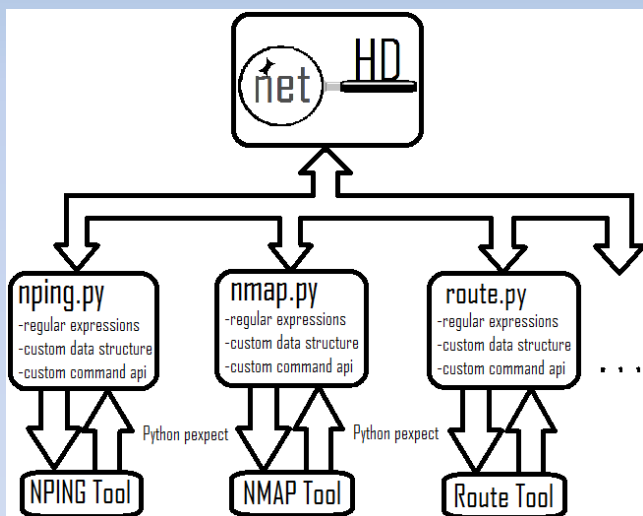 net
HD
nping.py
-regular expressions
-custom data structure
-custom command api
nmap.py
-regular expressions
-custom data structure
-custom command api
route.py
-regular expressions
-custom data structure
-custom command api
...
Python pexpect
Python pexpect
NPING Tool
NMAP Tool
Route Tool